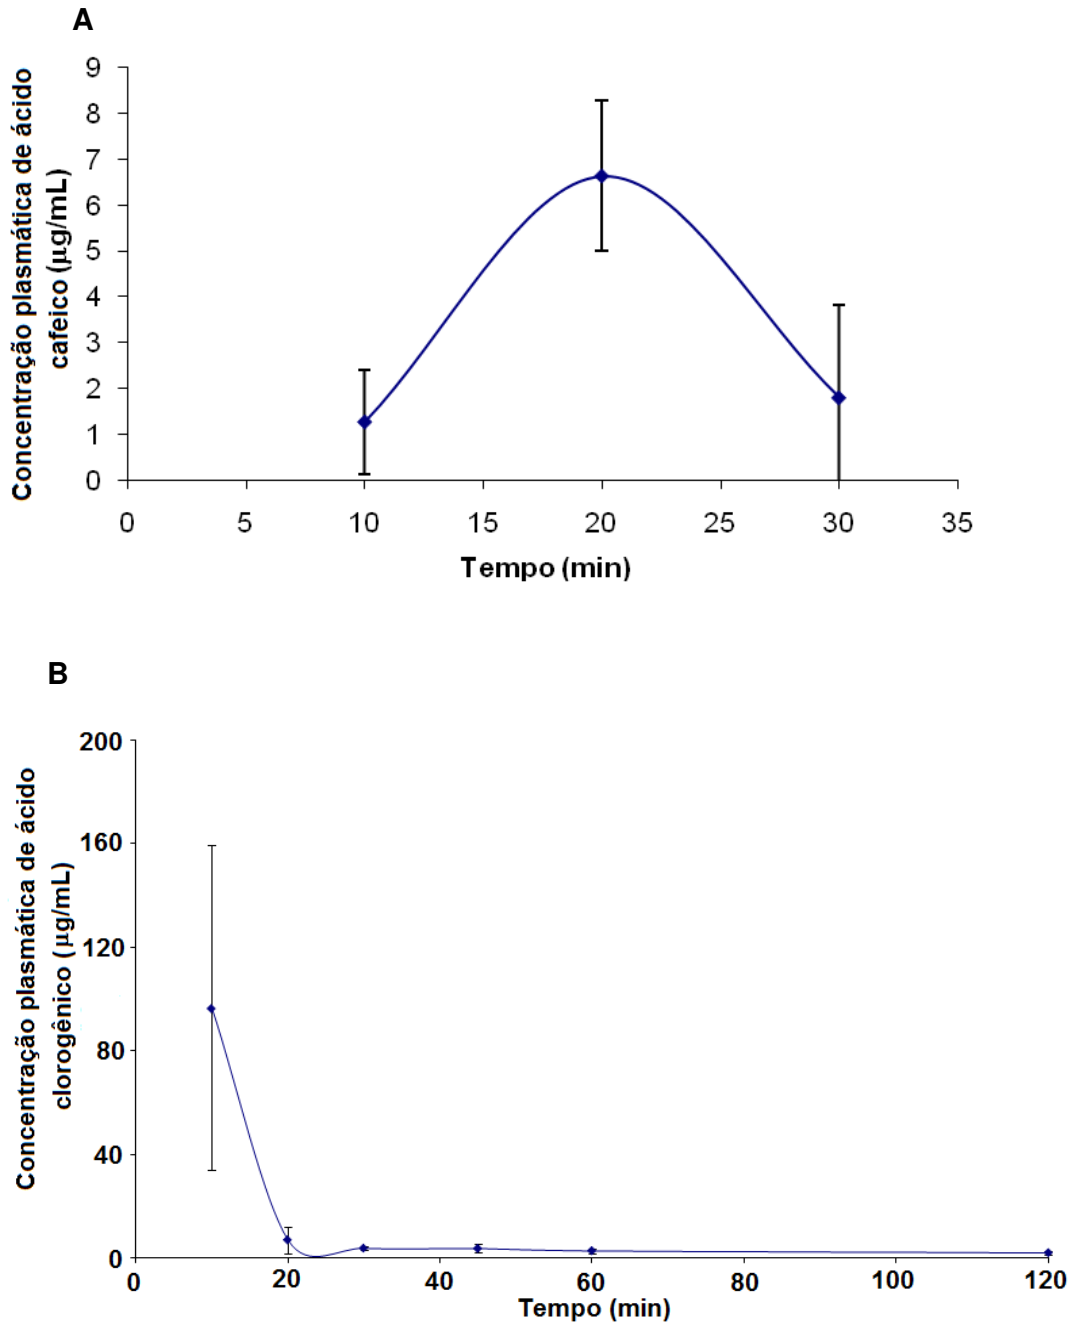 A
Concentração plasmática de ácido
cafeico (µg/mL)
9
8
7
6
5
4
3
2
1
0
0 5 10 15 20 25 30 35
Tempo (min)
B
Concentração plasmática de ácido
clorogênico (µg/mL)
200
160
120
80
40
0
0 20 40 60 80 100 120
Tempo (min)